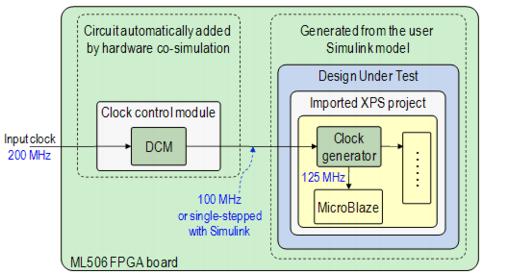 Circuit automatically added
by hardware co-simulation
Generated from the user
Simulink model
Design Under Test
Imported XPS project
Clock control module
Input clock
200 MHz
DCM
Clock
generator
125 MHz
MicroBlaze
100 MHz
or single-stepped
with Simulink
ML506 FPGA board